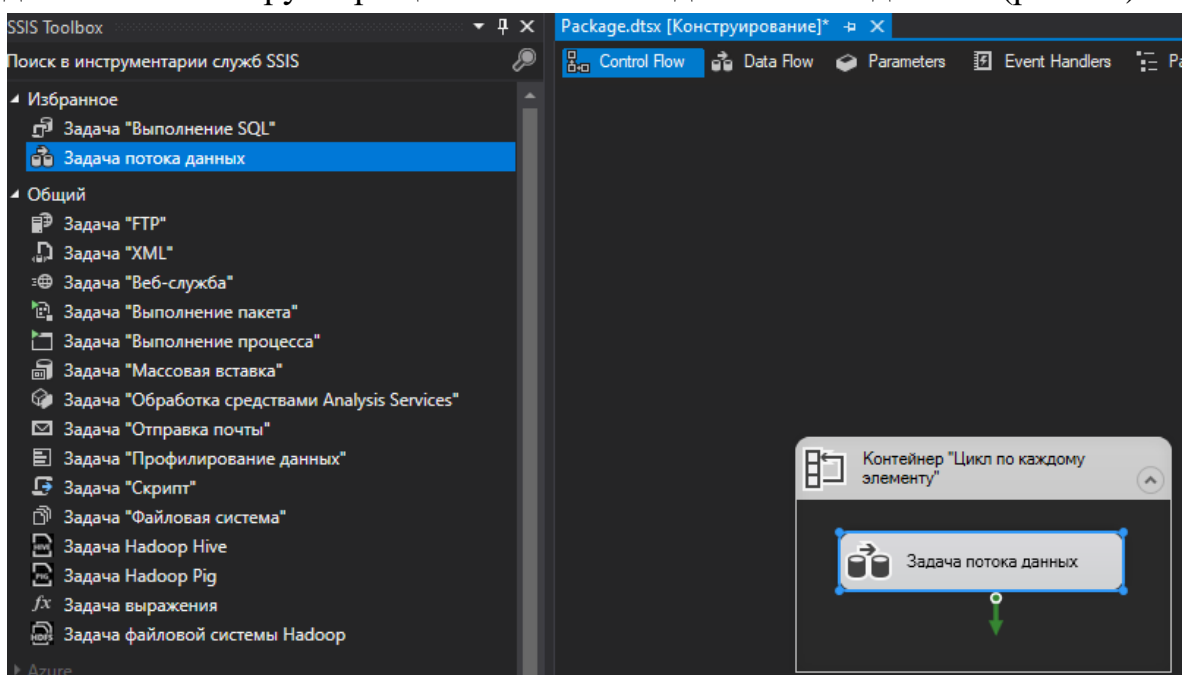 SSIS Toolbox
Поиск в инструментарии служб SSIS
Избранное
Задача "Выполнение SQL"
Задача потока данных
Общий
Задача "FTP"
Задача "XML"
Задача "Веб-служба"
Задача "Выполнение пакета"
Задача "Выполнение процесса"
Задача "Массовая вставка"
Задача "Обработка средствами Analysis Services"
Задача "Отправка почты"
Задача "Профилирование данных"
Задача "Скрипт"
Задача "Файловая система"
Задача Hadoop Hive
Задача Hadoop Pig
Задача выражения
Задача файловой системы Hadoop
Azure
Package.dtsx [Конструирование]*
Control Flow Data Flow Parameters Event Handlers Pa
Контейнер "Цикл по каждому
элементу"
Задача потока данных